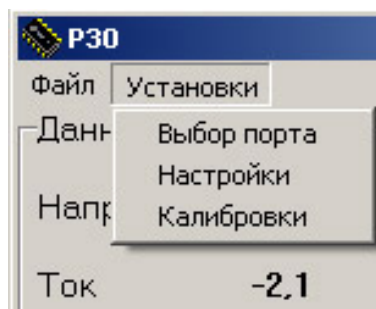 P30
Файл Установки
Выбор порта
Настройки
Калибровки
Ток -2,1